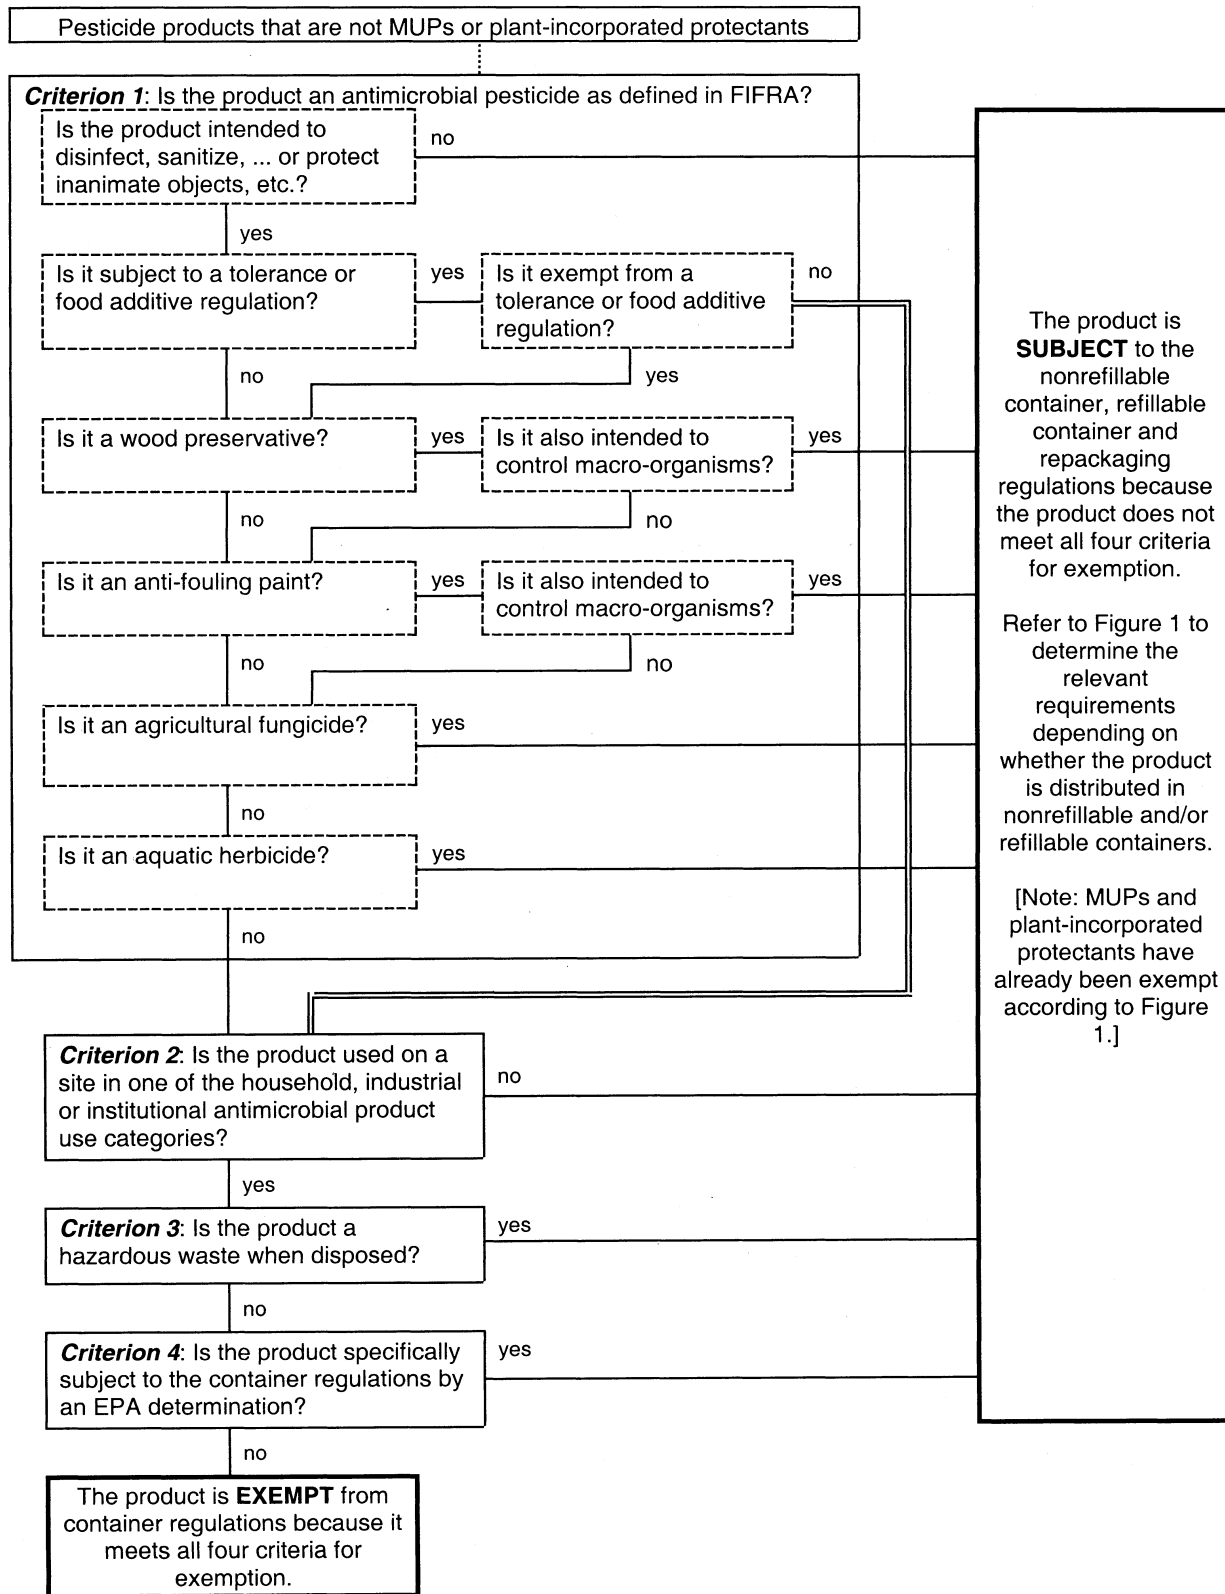 Pesticide products that are not MUPs or plant-incorporated protectants
Criterion 1: Is the product an antimicrobial pesticide as defined in FIFRA?
Is the product intended to
disinfect, sanitize, ... or protect
inanimate objects, etc.?
no
yes
Is it subject to a tolerance or
food additive regulation?
yes
Is it exempt from a
tolerance or food additive
regulation?
no
no
yes
Is it a wood preservative?
yes
Is it also intended to
control macro-organisms?
yes
no
no
Is it an anti-fouling paint?
yes
Is it also intended to
control macro-organisms?
yes
no
no
Is it an agricultural fungicide?
yes
no
Is it an aquatic herbicide?
yes
no
Criterion 2: Is the product used on a
site in one of the household, industrial
or institutional antimicrobial product
use categories?
no
yes
Criterion 3: Is the product a
hazardous waste when disposed?
yes
no
Criterion 4: Is the product specifically
subject to the container regulations by
an EPA determination?
yes
no
The product is EXEMPT from
container regulations because it
meets all four criteria for
exemption.
The product is
SUBJECT to the
nonrefillable
container, refillable
container and
repackaging
regulations because
the product does not
meet all four criteria
for exemption.
Refer to Figure 1 to
determine the
relevant
requirements
depending on
whether the product
is distributed in
nonrefillable and/or
refillable containers.
[Note: MUPs and
plant-incorporated
protectants have
already been exempt
according to Figure
1.]